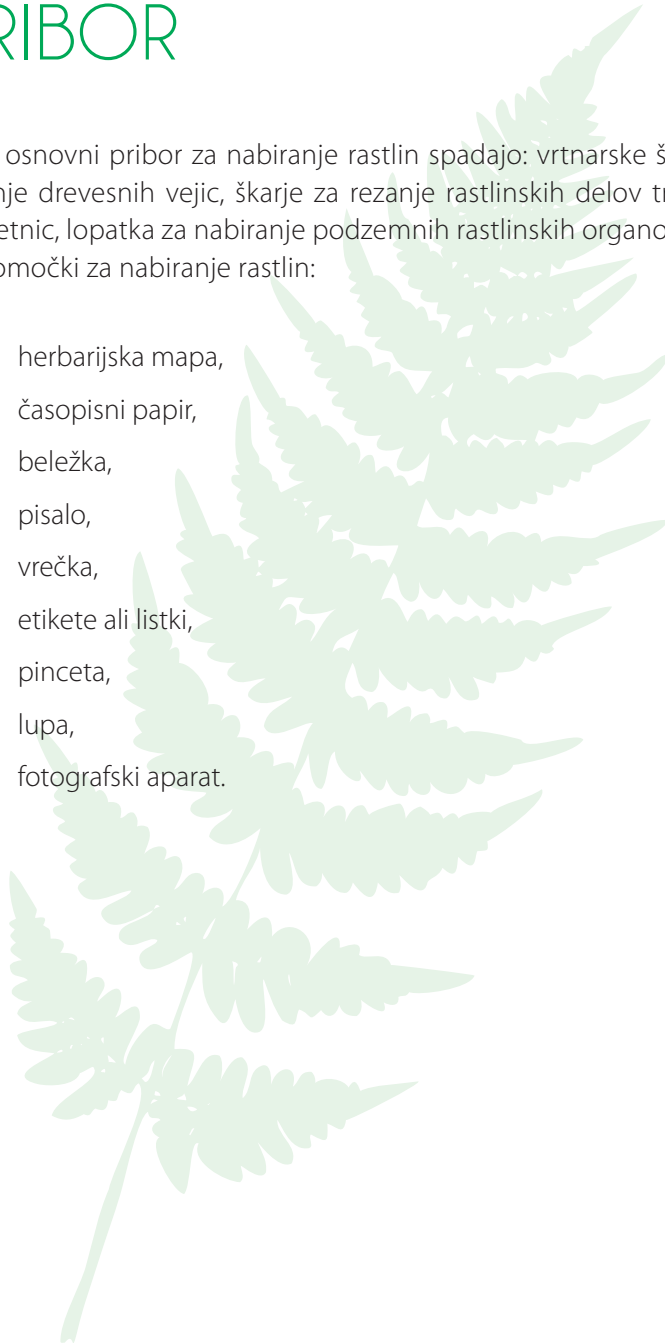 RIBOR
osnovni pribor za nabiranje rastlin spadajo: vrtnarske š
nje drevesnih vejic, škarje za rezanje rastlinskih delov tr
etnic, lopatka za nabiranje podzemnih rastlinskih organo
omočki za nabiranje rastlin:
herbarijska mapa,
časopisni papir,
beležka,
pisalo,
vrečka,
etikete ali listki,
pinceta,
lupa,
fotografski aparat.